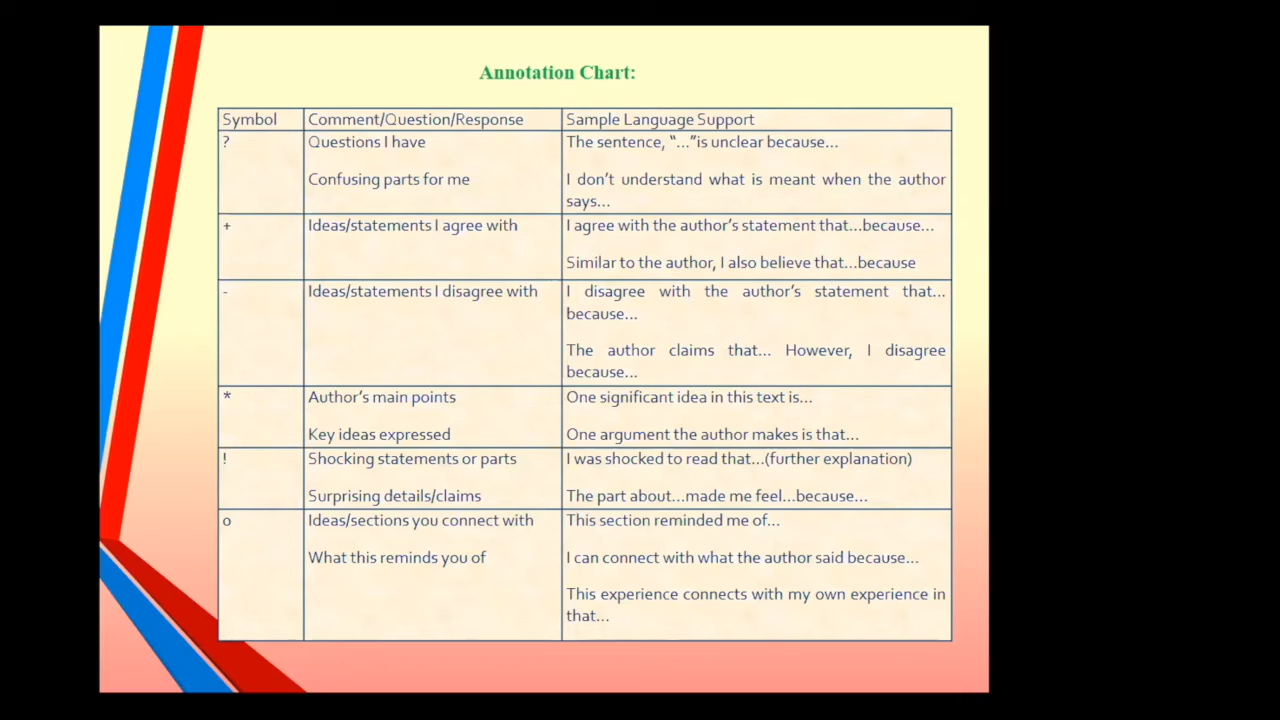 Annotation Chart:
Symbol Comment/Question/Response Sample Language Support
? Questions I have The sentence, “...”is unclear because...
Confusing parts for me I don’t understand what is meant when the author
says...
+ Ideas/statements I agree with I agree with the author’s statement that...because...
Similar to the author, I also believe that...because
- Ideas/statements I disagree with I disagree with the author’s statement that...
because...
The author claims that... However, I disagree
because...
* Author’s main points One significant idea in this text is...
Key ideas expressed One argument the author makes is that...
! Shocking statements or parts I was shocked to read that...(further explanation)
Surprising details/claims The part about...made me feel...because...
o Ideas/sections you connect with This section reminded me of...
What this reminds you of I can connect with what the author said because...
This experience connects with my own experience in
that...